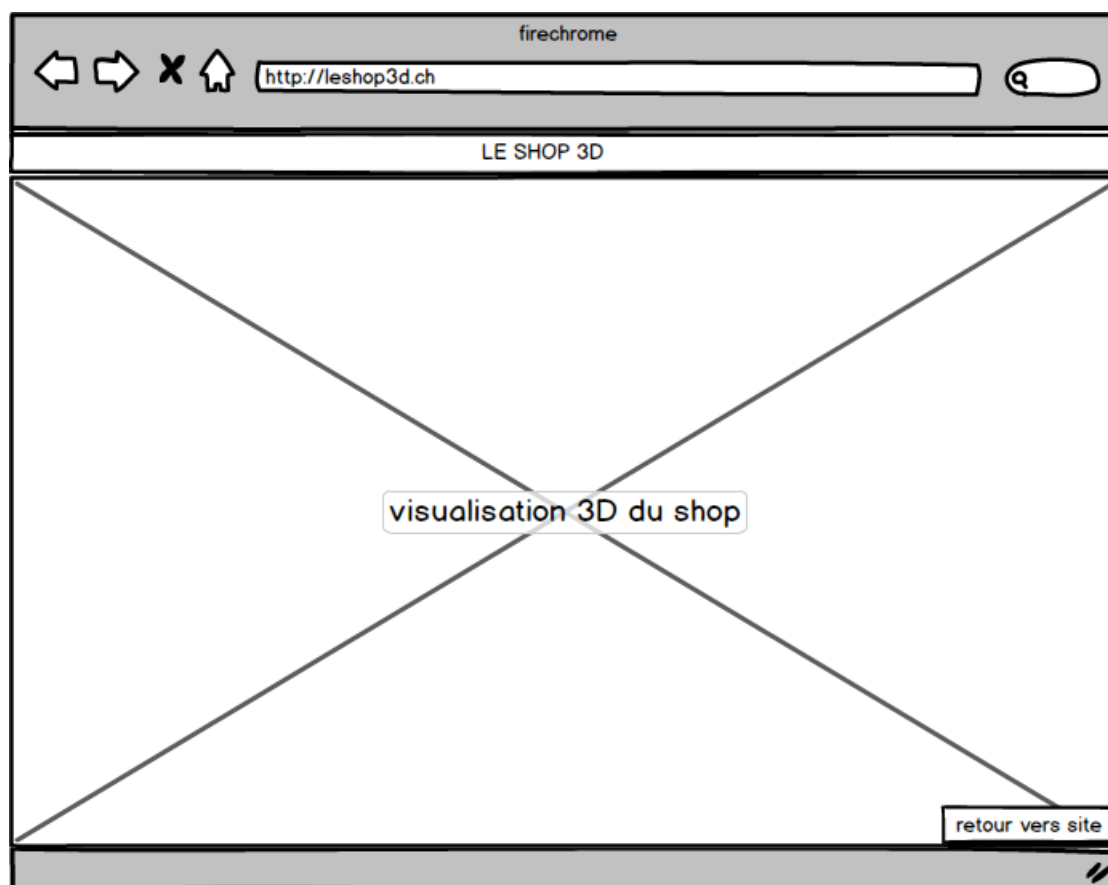 firechrome
http://leshop3d.ch
LE SHOP 3D
visualisation 3D du shop
retour vers site